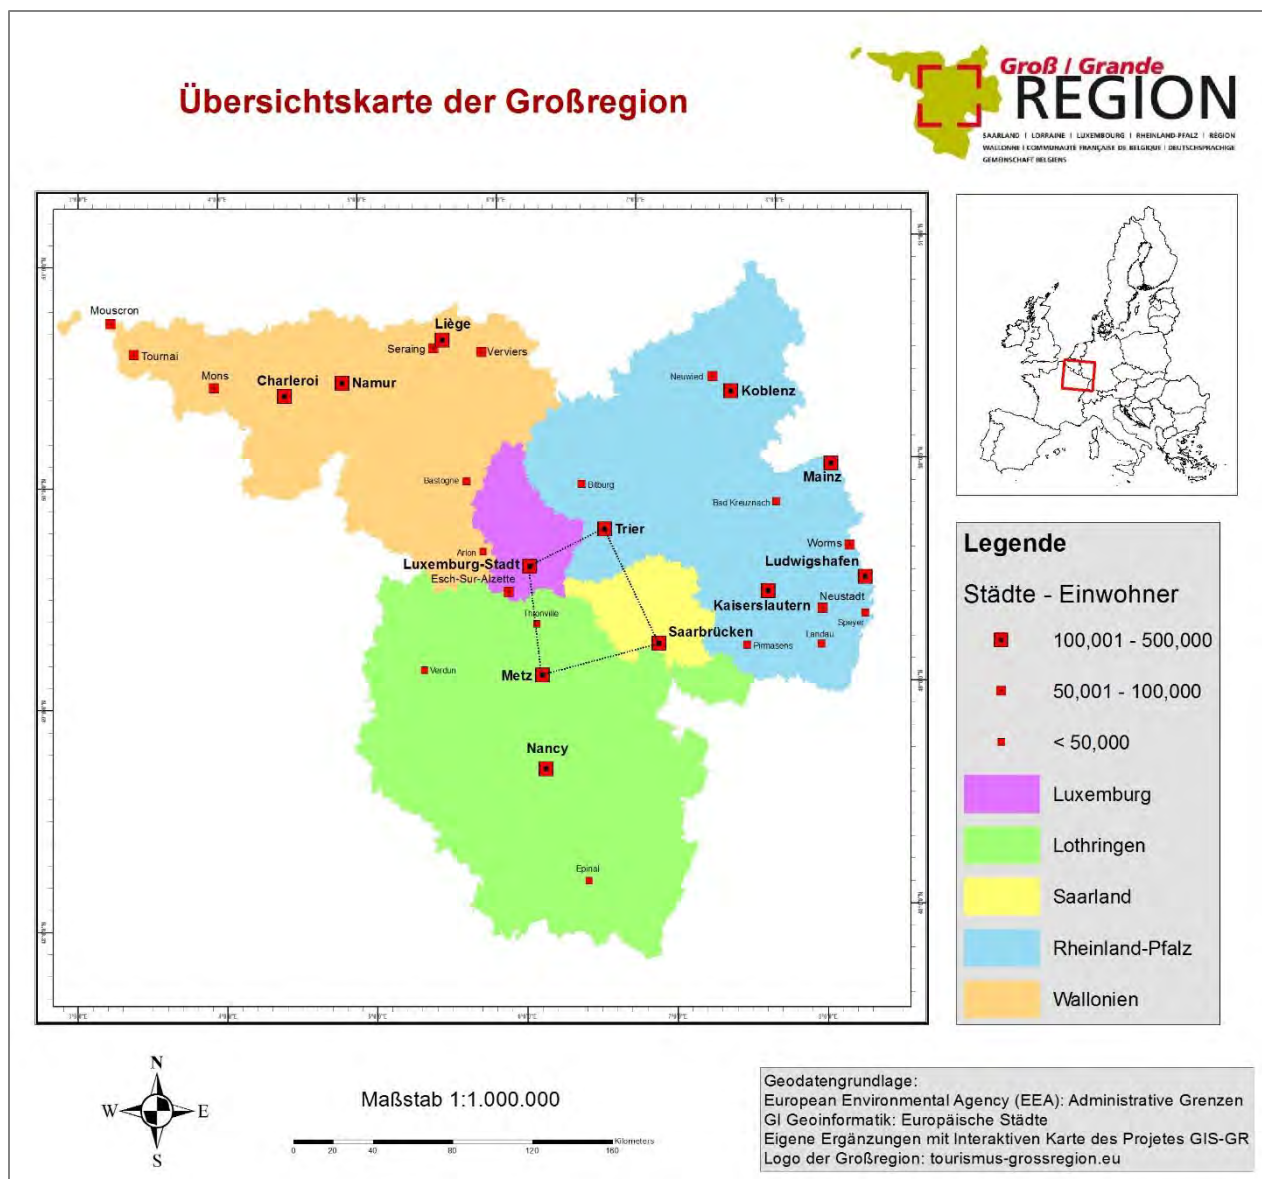 Übersichtskarte der Großregion
Groß / Grande
REGION
SAARLAND | LORRAINE | LUXEMBOURG | RHEINLAND-PFALZ | RÉGION
WALLONNE | COMMUNAUTÉ FRANÇAISE DE BELGIQUE | DEUTSCHSPRACHIGE
GEMEINSCHAFT BELGIENS
Mouscron
Tournai
Mons
Charleroi
Namur
Liège
Seraing
Verviers
Neuwied
Koblenz
Mainz
Bastogne
Bitburg
Bad Kreuznach
Trier
Worms
Arlon
Luxemburg-Stadt
Ludwigshafen
Esch-Sur-Alzette
Kaiserslautern
Neustadt
Speyer
Thionville
Saarbrücken
Landau
Pirmasens
Verdun
Metz
Nancy
Epinal
Legende
Städte - Einwohner
100,001 - 500,000
50,001 - 100,000
< 50,000
Luxemburg
Lothringen
Saarland
Rheinland-Pfalz
Wallonien
N
W E
S
Maßstab 1:1.000.000
Kilometers
0 20 40 80 120 160
Geodatengrundlage:
European Environmental Agency (EEA): Administrative Grenzen
GI Geoinformatik: Europäische Städte
Eigene Ergänzungen mit Interaktiven Karte des Projetes GIS-GR
Logo der Großregion: tourismus-grossregion.eu